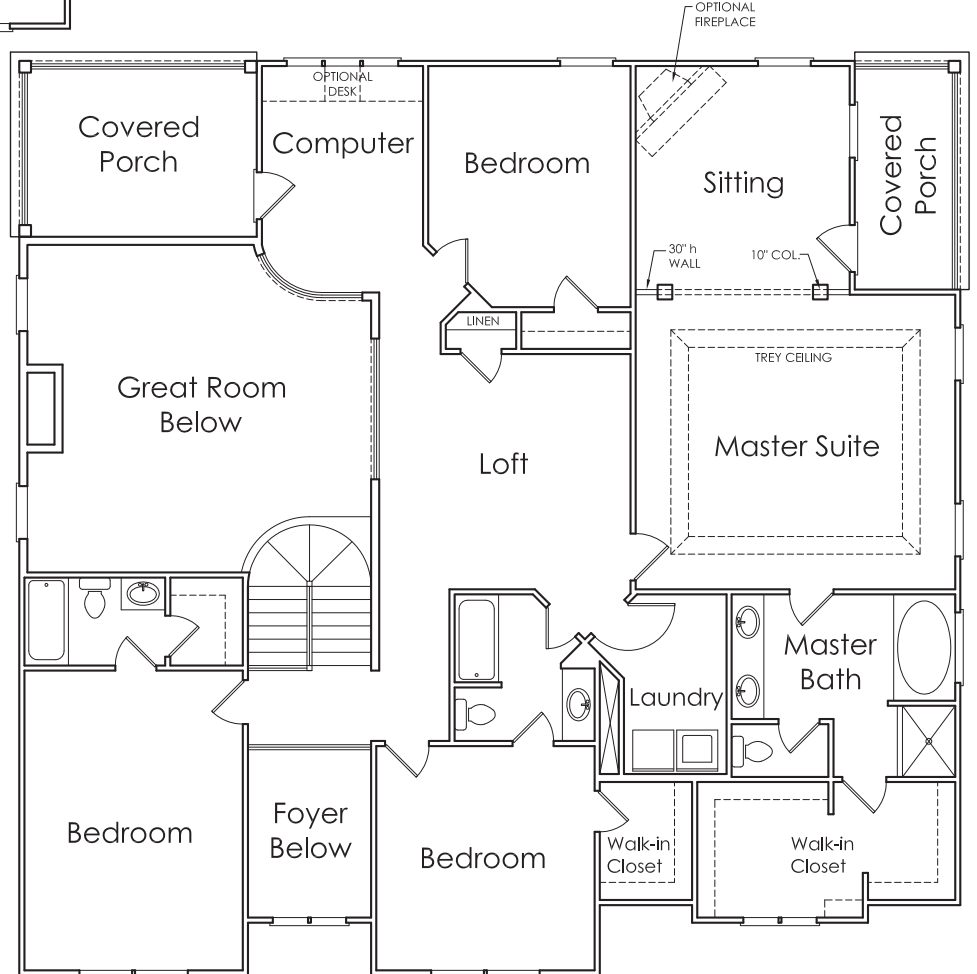 OPTIONAL
FIREPLACE
OPTIONAL
DESK
Covered
Porch
Computer
Bedroom
Sitting
Covered
Porch
30" h
WALL
10" COL.
LINEN
TREY CEILING
Great Room
Below
Loft
Master Suite
Master
Bath
Laundry
Bedroom
Foyer
Below
Bedroom
Walk-in
Closet
Walk-in
Closet